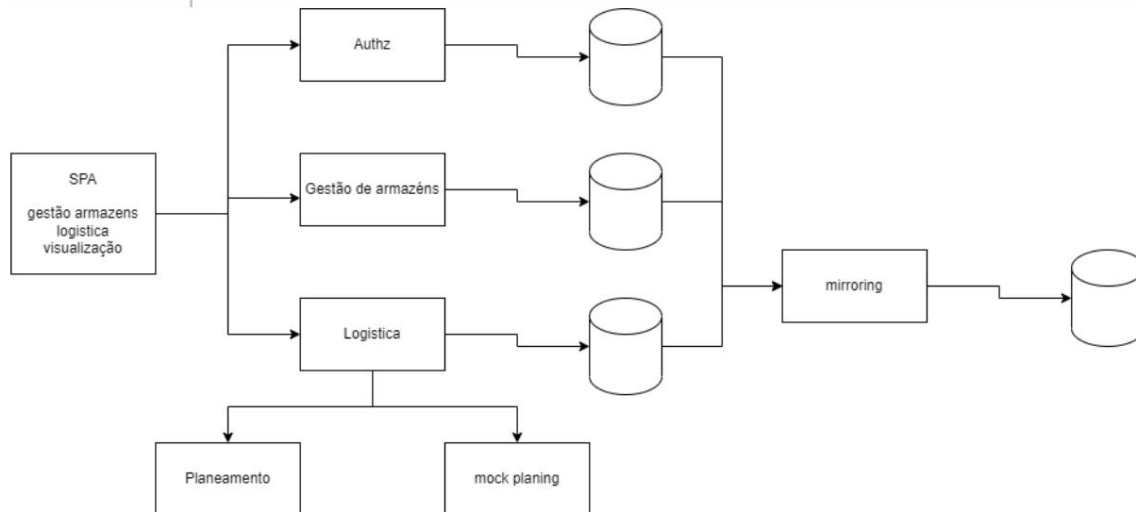 Authz
SPA
gestão armazens
logistica
visualização
Gestão de armazéns
mirroring
Logistica
Planeamento
mock planing